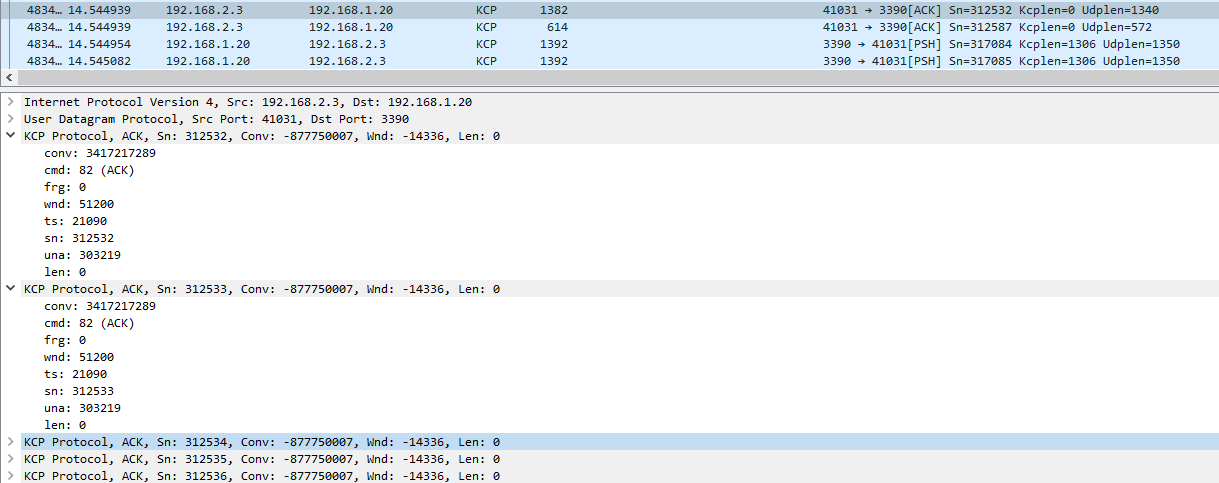 4834… 14.544939 192.168.2.3 192.168.1.20 KCP 1382 41031 → 3390[ACK] Sn=312532 Kcplen=0 Udplen=1340
4834… 14.544939 192.168.2.3 192.168.1.20 KCP 614 41031 → 3390[ACK] Sn=312587 Kcplen=0 Udplen=572
4834… 14.544954 192.168.1.20 192.168.2.3 KCP 1392 3390 → 41031[PSH] Sn=317084 Kcplen=1306 Udplen=1350
4834… 14.545082 192.168.1.20 192.168.2.3 KCP 1392 3390 → 41031[PSH] Sn=317085 Kcplen=1306 Udplen=1350
Internet Protocol Version 4, Src: 192.168.2.3, Dst: 192.168.1.20
User Datagram Protocol, Src Port: 41031, Dst Port: 3390
KCP Protocol, ACK, Sn: 312532, Conv: -877750007, Wnd: -14336, Len: 0
conv: 3417217289
cmd: 82 (ACK)
frg: 0
wnd: 51200
ts: 21090
sn: 312532
una: 303219
len: 0
KCP Protocol, ACK, Sn: 312533, Conv: -877750007, Wnd: -14336, Len: 0
conv: 3417217289
cmd: 82 (ACK)
frg: 0
wnd: 51200
ts: 21090
sn: 312533
una: 303219
len: 0
KCP Protocol, ACK, Sn: 312534, Conv: -877750007, Wnd: -14336, Len: 0
KCP Protocol, ACK, Sn: 312535, Conv: -877750007, Wnd: -14336, Len: 0
KCP Protocol, ACK, Sn: 312536, Conv: -877750007, Wnd: -14336, Len: 0